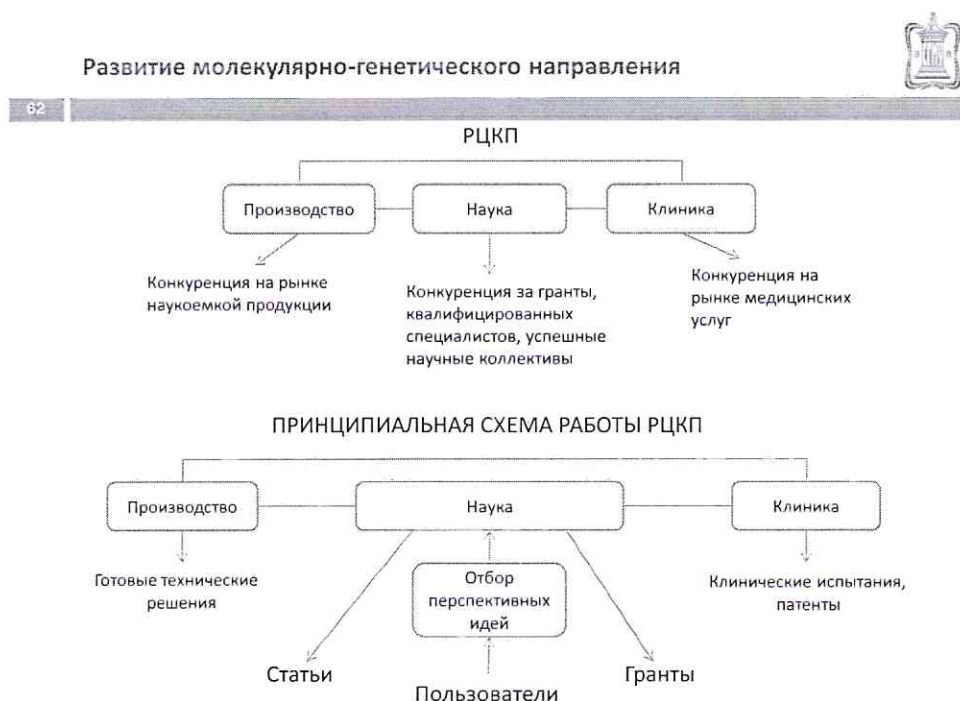 Развитие молекулярно-генетического направления
62
РЦКП
Производство
Наука
Клиника
Конкуренция на рынке
наукоемкой продукции
Конкуренция за гранты,
квалифицированных
специалистов, успешные
научные коллективы
Конкуренция на
рынке медицинских
услуг
ПРИНЦИПИАЛЬНАЯ СХЕМА РАБОТЫ РЦКП
Производство
Наука
Клиника
Готовые технические
решения
Отбор
перспективных
идей
Клинические испытания,
патенты
Статьи
Гранты
Пользователи